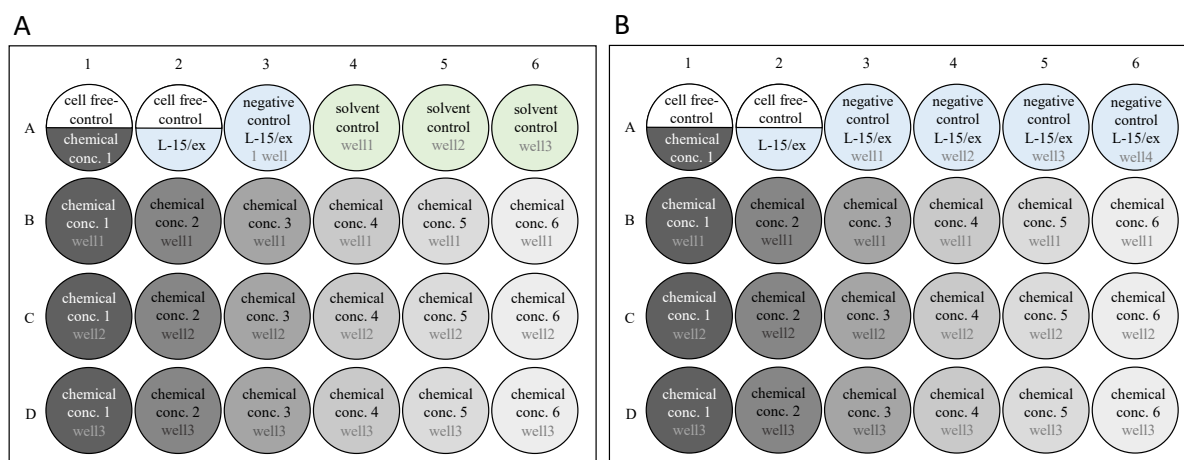 A
1
2
3
4
5
6
A
cell free-
control
chemical
conc. 1
cell free-
control
L-15/ex
negative
control
L-15/ex
1 well
solvent
control
well1
solvent
control
well2
solvent
control
well3
B
chemical
conc. 1
well1
chemical
conc. 2
well1
chemical
conc. 3
well1
chemical
conc. 4
well1
chemical
conc. 5
well1
chemical
conc. 6
well1
C
chemical
conc. 1
well2
chemical
conc. 2
well2
chemical
conc. 3
well2
chemical
conc. 4
well2
chemical
conc. 5
well2
chemical
conc. 6
well2
D
chemical
conc. 1
well3
chemical
conc. 2
well3
chemical
conc. 3
well3
chemical
conc. 4
well3
chemical
conc. 5
well3
chemical
conc. 6
well3
B
1
2
3
4
5
6
A
cell free-
control
chemical
conc. 1
cell free-
control
L-15/ex
negative
control
L-15/ex
well1
negative
control
L-15/ex
well2
negative
control
L-15/ex
well3
negative
control
L-15/ex
well4
B
chemical
conc. 1
well1
chemical
conc. 2
well1
chemical
conc. 3
well1
chemical
conc. 4
well1
chemical
conc. 5
well1
chemical
conc. 6
well1
C
chemical
conc. 1
well2
chemical
conc. 2
well2
chemical
conc. 3
well2
chemical
conc. 4
well2
chemical
conc. 5
well2
chemical
conc. 6
well2
D
chemical
conc. 1
well3
chemical
conc. 2
well3
chemical
conc. 3
well3
chemical
conc. 4
well3
chemical
conc. 5
well3
chemical
conc. 6
well3